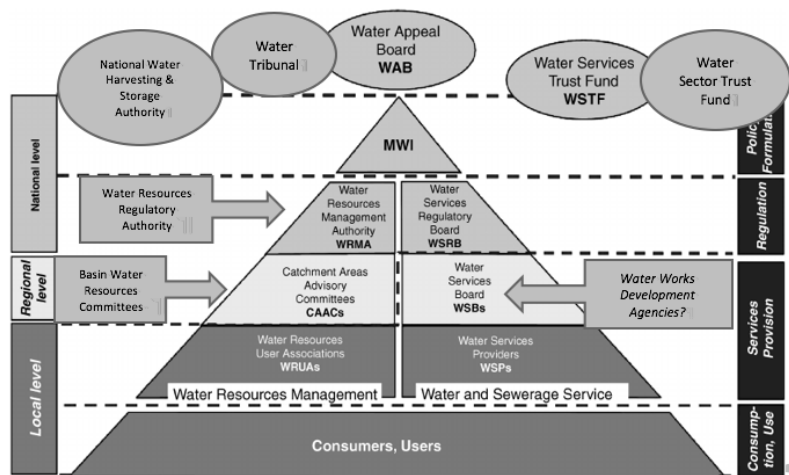 National Water
Harvesting &
Storage
Authority
Water
Tribunal
Water Appeal
Board
WAB
Water Services
Trust Fund
WSTF
Water
Sector Trust
Fund
National level
MWI
Policy
Formulation
Water Resources
Regulatory
Authority
Water
Resources
Management
Authority
WRMA
Water
Services
Regulatory
Board
WSRB
Regulation
Regional
level
Basin Water
Resources
Committees
Catchment Areas
Advisory
Committees
CAACs
Water
Services
Board
WSBs
Water Works
Development
Agencies?
Services
Provision
Local level
Water Resources
User Associations
WRUAs
Water Services
Providers
WSPs
Water Resources Management
Water and Sewerage Service
Consumers, Users
Consump-
tion, Use